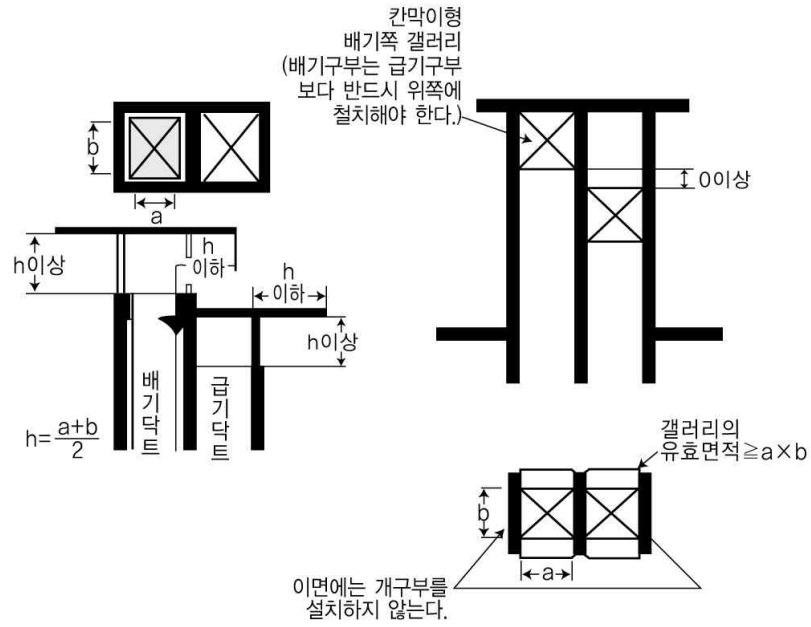 칸막이형
배기쪽 갤러리
(배기구부는 급기구부
보다 반드시 위쪽에
철치해야 한다.)
b
a
0이상
h이상
h
이하
h
이하
h이상
배기닥트
급기닥트
h=a+b/2
갤러리의
유효면적≧a×b
b
a
이면에는 개구부를
설치하지 않는다.